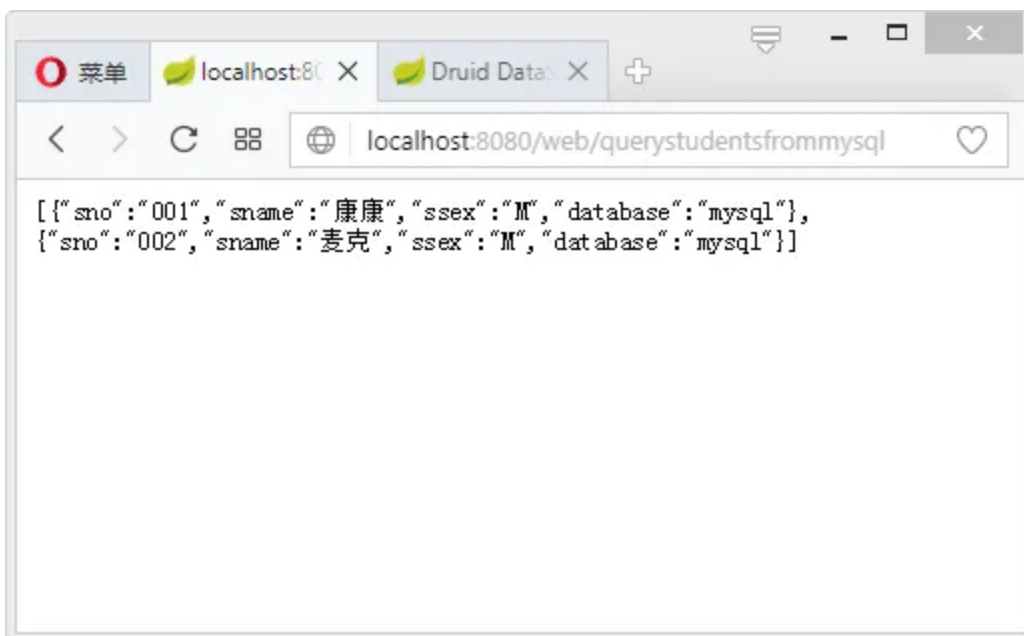 菜单
localhost:80
Druid Data
localhost:8080/web/querystudentsfrommysql
[{"sno":"001","sname":"康康","ssex":"M","database":"mysql"},
{"sno":"002","sname":"麦克","ssex":"M","database":"mysql"}]